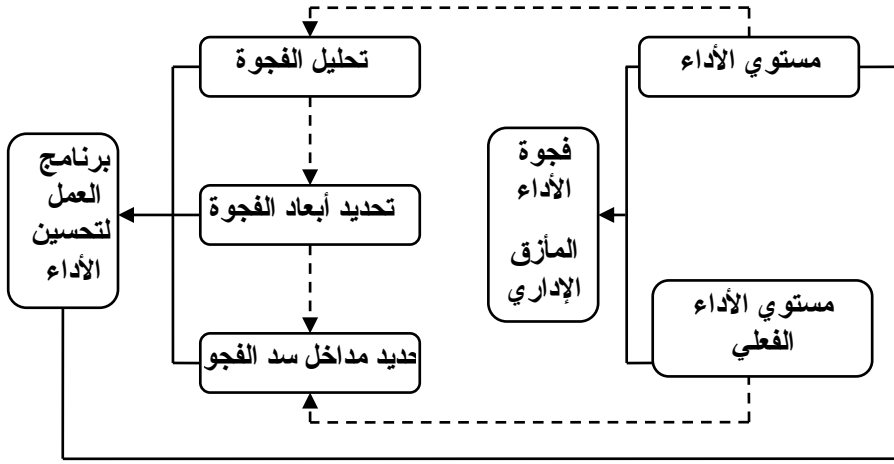 مستوي الأداء
تحليل الفجوة
فجوة
الأداء
المأزق
الإداري
برنامج
العمل
لتحسين
الأداء
تحديد أبعاد الفجوة
مستوي الأداء
الفعلي
حديد مداخل سد الفجو